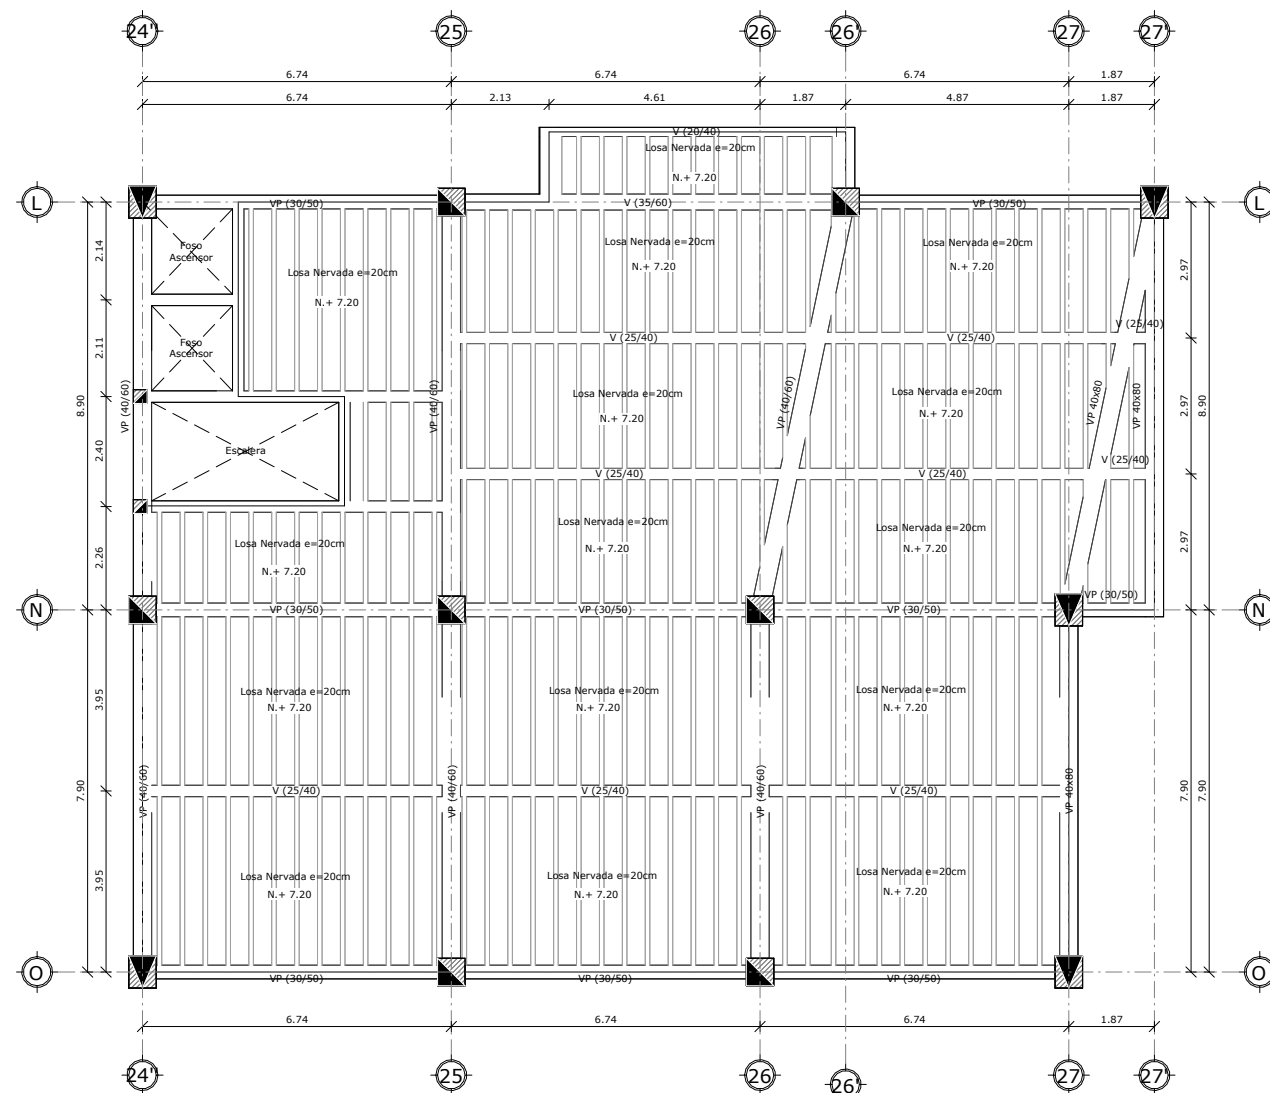 24"
25
26
26'
27
27'
6.74
6.74
6.74
1.87
6.74
2.13
4.61
1.87
4.87
1.87
V (20/40)
Losa Nervada e=20cm
N.+ 7.20
L
VP (30/50)
V (35/60)
VP (30/50)
L
2.14
Foso
Ascensor
Losa Nervada e=20cm
N.+ 7.20
Losa Nervada e=20cm
N.+ 7.20
Losa Nervada e=20cm
N.+ 7.20
2.97
2.11
Foso
Ascensor
V (25/40)
V (25/40)
V (25/40)
8.90
VP (40/60)
VP (40/60)
Losa Nervada e=20cm
N.+ 7.20
VP (40/60)
Losa Nervada e=20cm
N.+ 7.20
VP 40x80
VP 40x80
2.97
8.90
2.40
Escalera
V (25/40)
V (25/40)
V (25/40)
2.26
Losa Nervada e=20cm
N.+ 7.20
Losa Nervada e=20cm
N.+ 7.20
Losa Nervada e=20cm
N.+ 7.20
2.97
VP (30/50)
N
VP (30/50)
VP (30/50)
VP (30/50)
N
3.95
Losa Nervada e=20cm
N.+ 7.20
Losa Nervada e=20cm
N.+ 7.20
Losa Nervada e=20cm
N.+ 7.20
7.90
VP (40/60)
V (25/40)
VP (40/60)
V (25/40)
VP (40/60)
V (25/40)
VP 40x80
7.90
7.90
3.95
Losa Nervada e=20cm
N.+ 7.20
Losa Nervada e=20cm
N.+ 7.20
Losa Nervada e=20cm
N.+ 7.20
O
VP (30/50)
VP (30/50)
VP (30/50)
O
6.74
6.74
6.74
1.87
24"
25
26
26'
27
27'